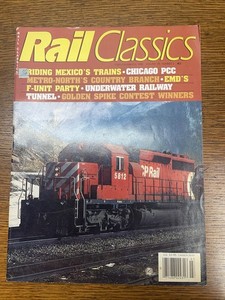 Rail Classics
RIDING MEXICO'S TRAINS • CHICAGO PCC
METRO-NORTH'S COUNTRY BRANCH • EMD'S
F-UNIT PARTY • UNDERWATER RAILWAY
TUNNEL • GOLDEN SPIKE CONTEST WINNERS
CP Rail
5813